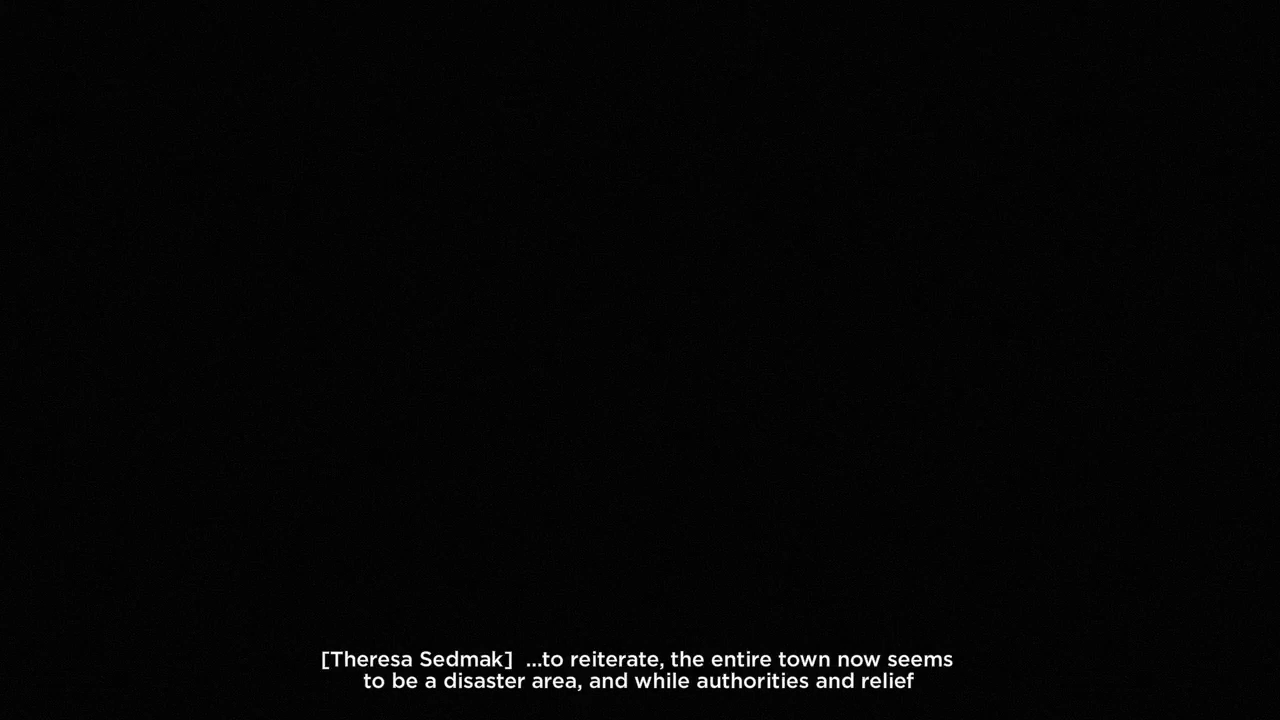 [Theresa Sedmak]  ...to reiterate, the entire town now seems
to be a disaster area, and while authorities and relief